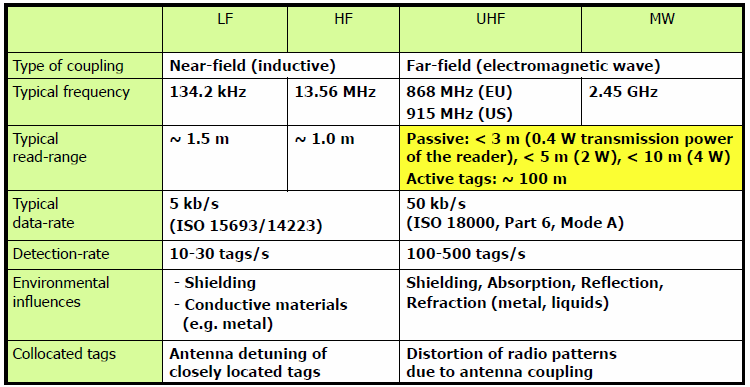 LF HF UHF MW
Type of coupling Near-field (inductive) Far-field (electromagnetic wave)
Typical frequency 134.2 kHz 13.56 MHz 868 MHz (EU) 2.45 GHz
915 MHz (US)
Typical ~ 1.5 m ~ 1.0 m Passive: < 3 m (0.4 W transmission power
read-range of the reader), < 5 m (2 W), < 10 m (4 W)
Active tags: ~ 100 m
Typical 5 kb/s 50 kb/s
data-rate (ISO 15693/14223) (ISO 18000, Part 6, Mode A)
Detection-rate 10-30 tags/s 100-500 tags/s
Environmental - Shielding Shielding, Absorption, Reflection,
influences - Conductive materials Refraction (metal, liquids)
(e.g. metal)
Collocated tags Antenna detuning of Distortion of radio patterns
closely located tags due to antenna coupling